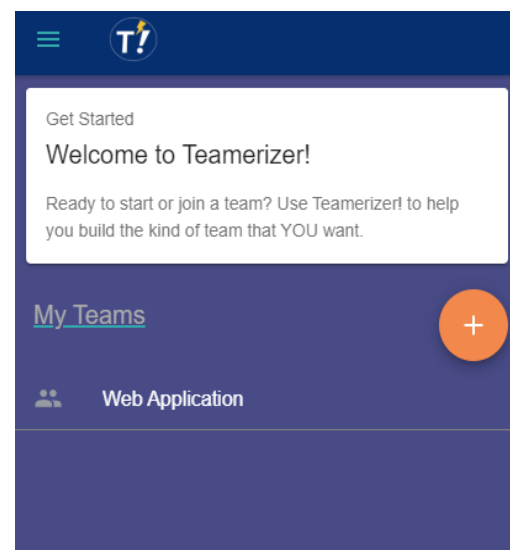 T!
Get Started
Welcome to Teamerizer!
Ready to start or join a team? Use Teamerizer! to help
you build the kind of team that YOU want.
My Teams
+
Web Application